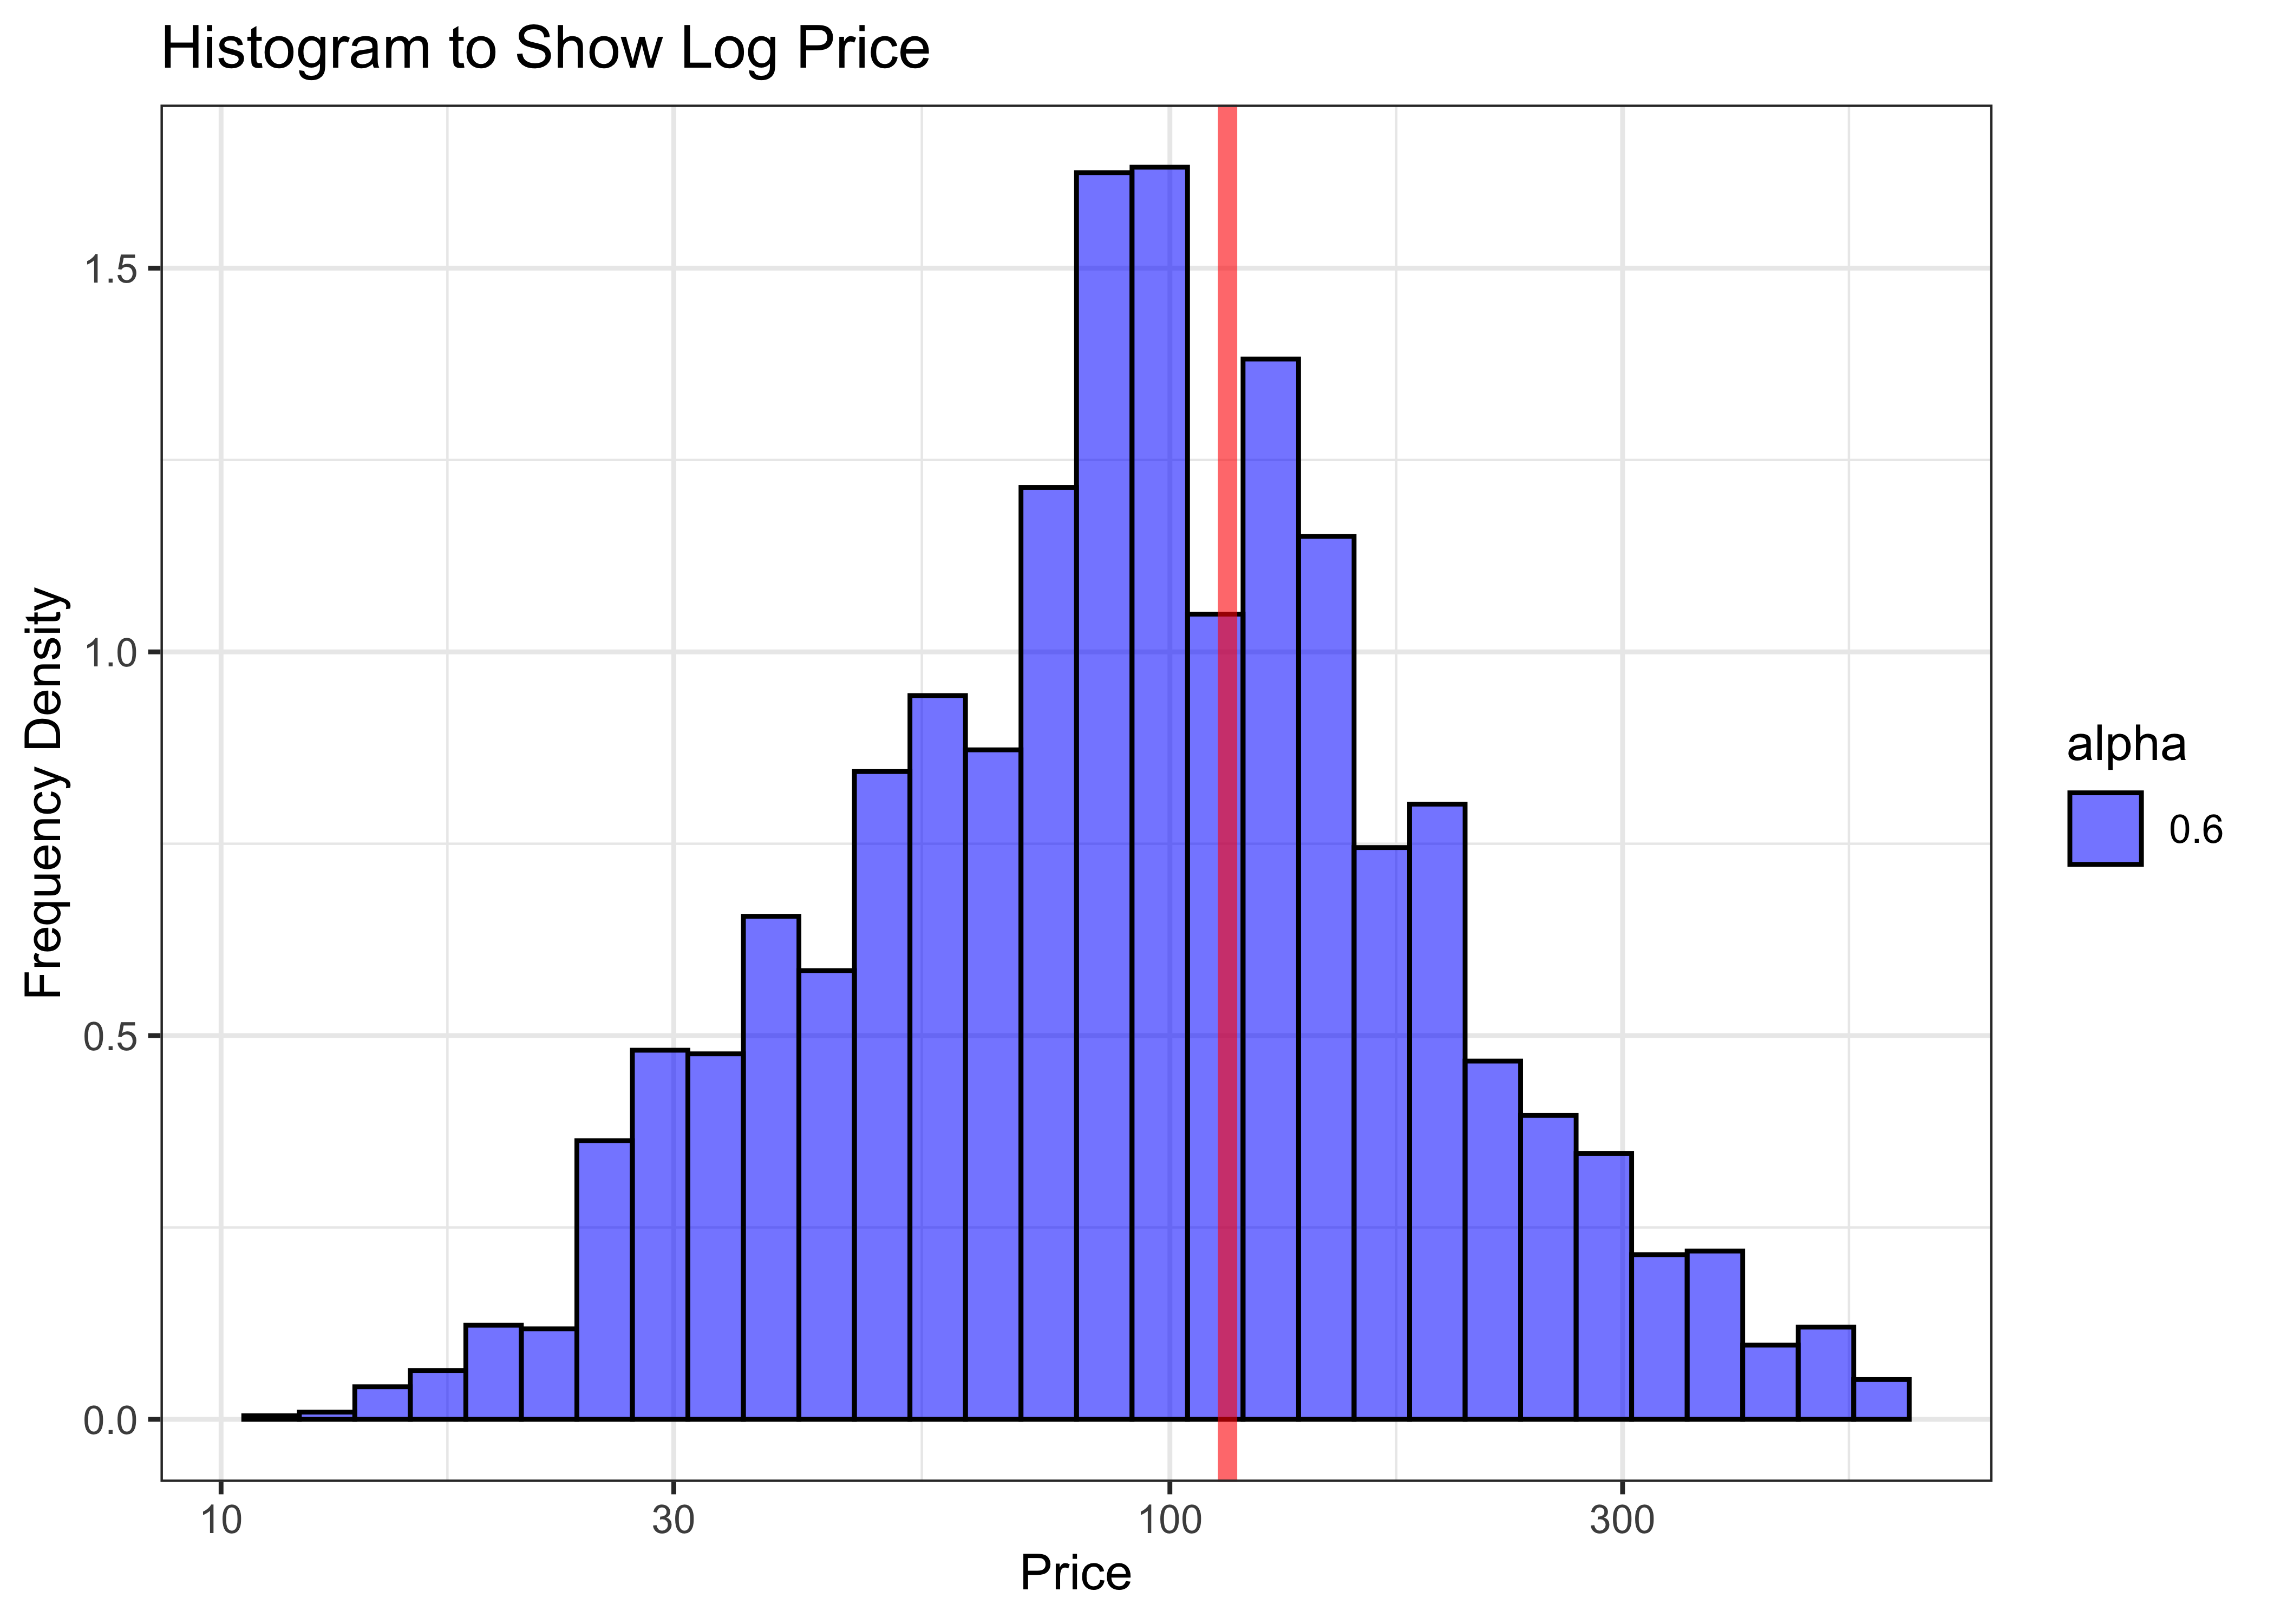 Histogram to Show Log Price
Frequency Density
1.5
1.0
0.5
0.0
10
30
100
300
Price
alpha
0.6